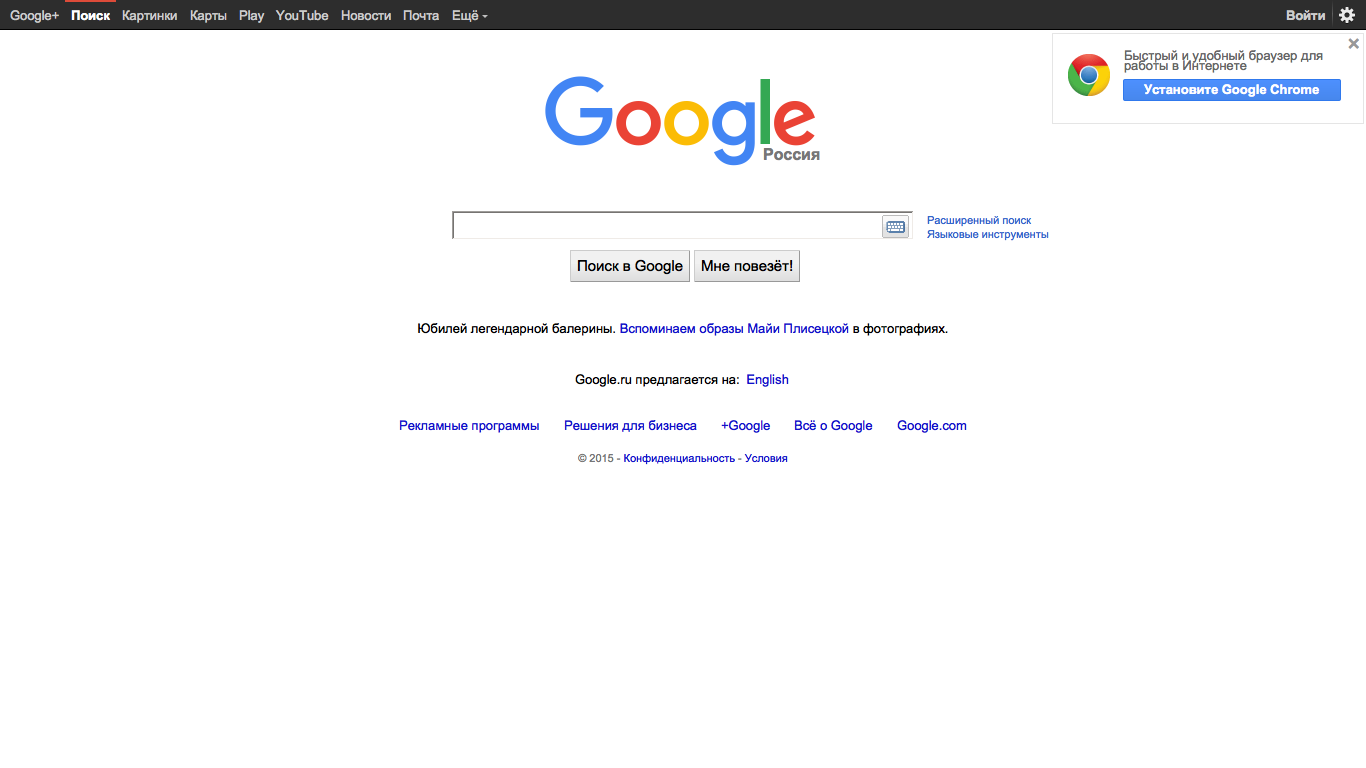 Google+ Поиск Картинки Карты Play YouTube Новости Почта Ещё Войти
Быстрый и удобный браузер для
работы в Интернете
Установите Google Chrome
Google
Россия
Расширенный поиск
Языковые инструменты
Поиск в Google Мне повезёт!
Юбилей легендарной балерины. Вспоминаем образы Майи Плисецкой в фотографиях.
Google.ru предлагается на: English
Рекламные программы Решения для бизнеса +Google Всё о Google Google.com
© 2015 - Конфиденциальность - Условия